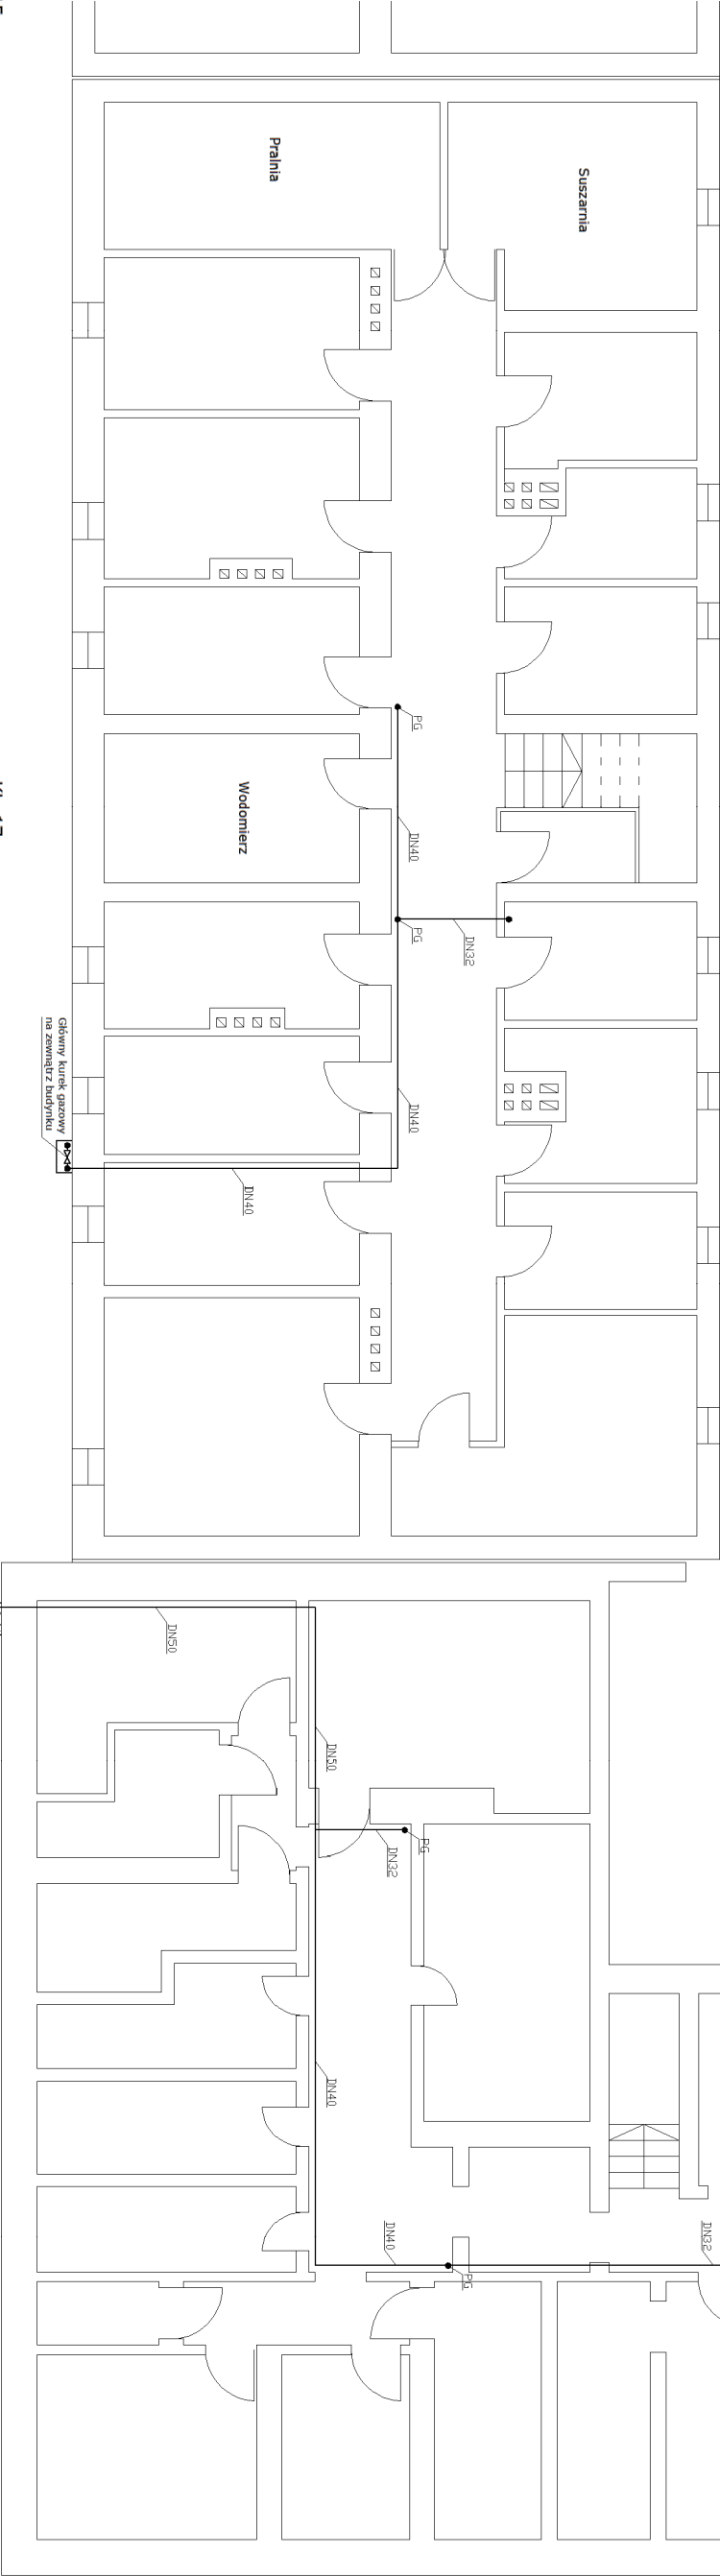 Suszarnia
Pralnia
PG
DN40
Wodomierz
PG
DN32
Główny kurek gazowy
na zewnątrz budynku
DN40
DN40
DN50
DN50
PG
DN32
DN40
DN40
DN32
PG